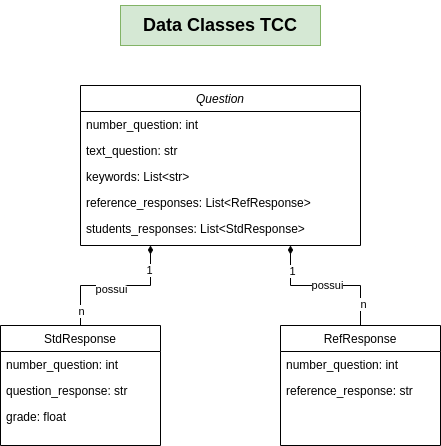 Data Classes TCC
Question
number_question: int
text_question: str
keywords: List<str>
reference_responses: List<RefResponse>
students_responses: List<StdResponse>
1
1
possui
possui
n
n
StdResponse
number_question: int
question_response: str
grade: float
RefResponse
number_question: int
reference_response: str